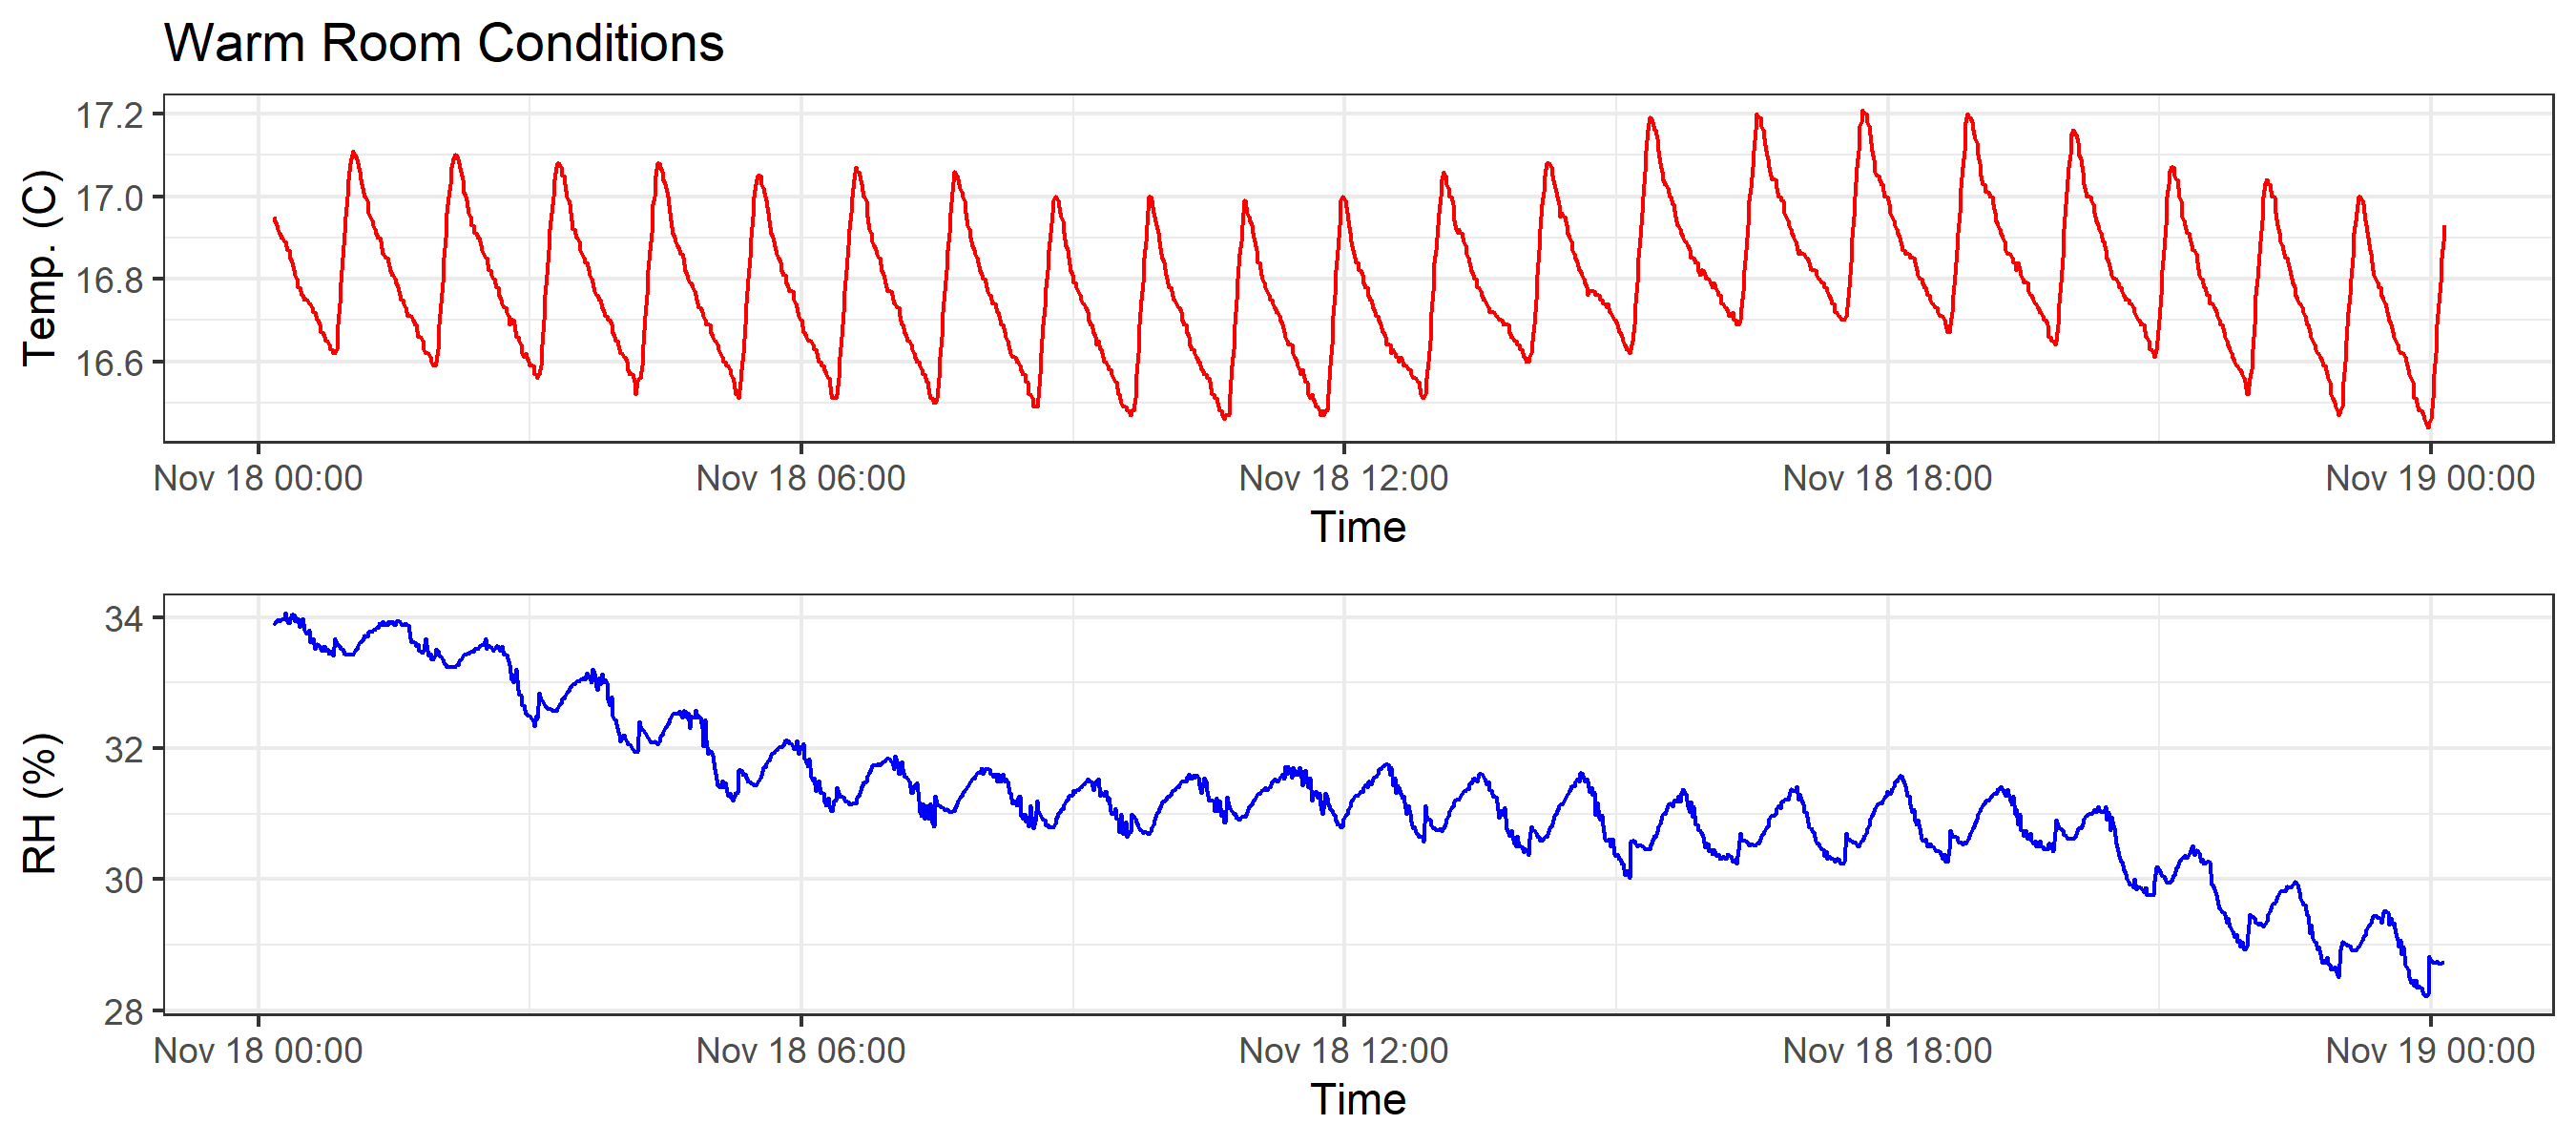 Warm Room Conditions
17.2
17.0
16.8
16.6
Temp. (C)
Nov 18 00:00 Nov 18 06:00 Nov 18 12:00 Nov 18 18:00 Nov 19 00:00
Time
34
32
30
28
RH (%)
Nov 18 00:00 Nov 18 06:00 Nov 18 12:00 Nov 18 18:00 Nov 19 00:00
Time